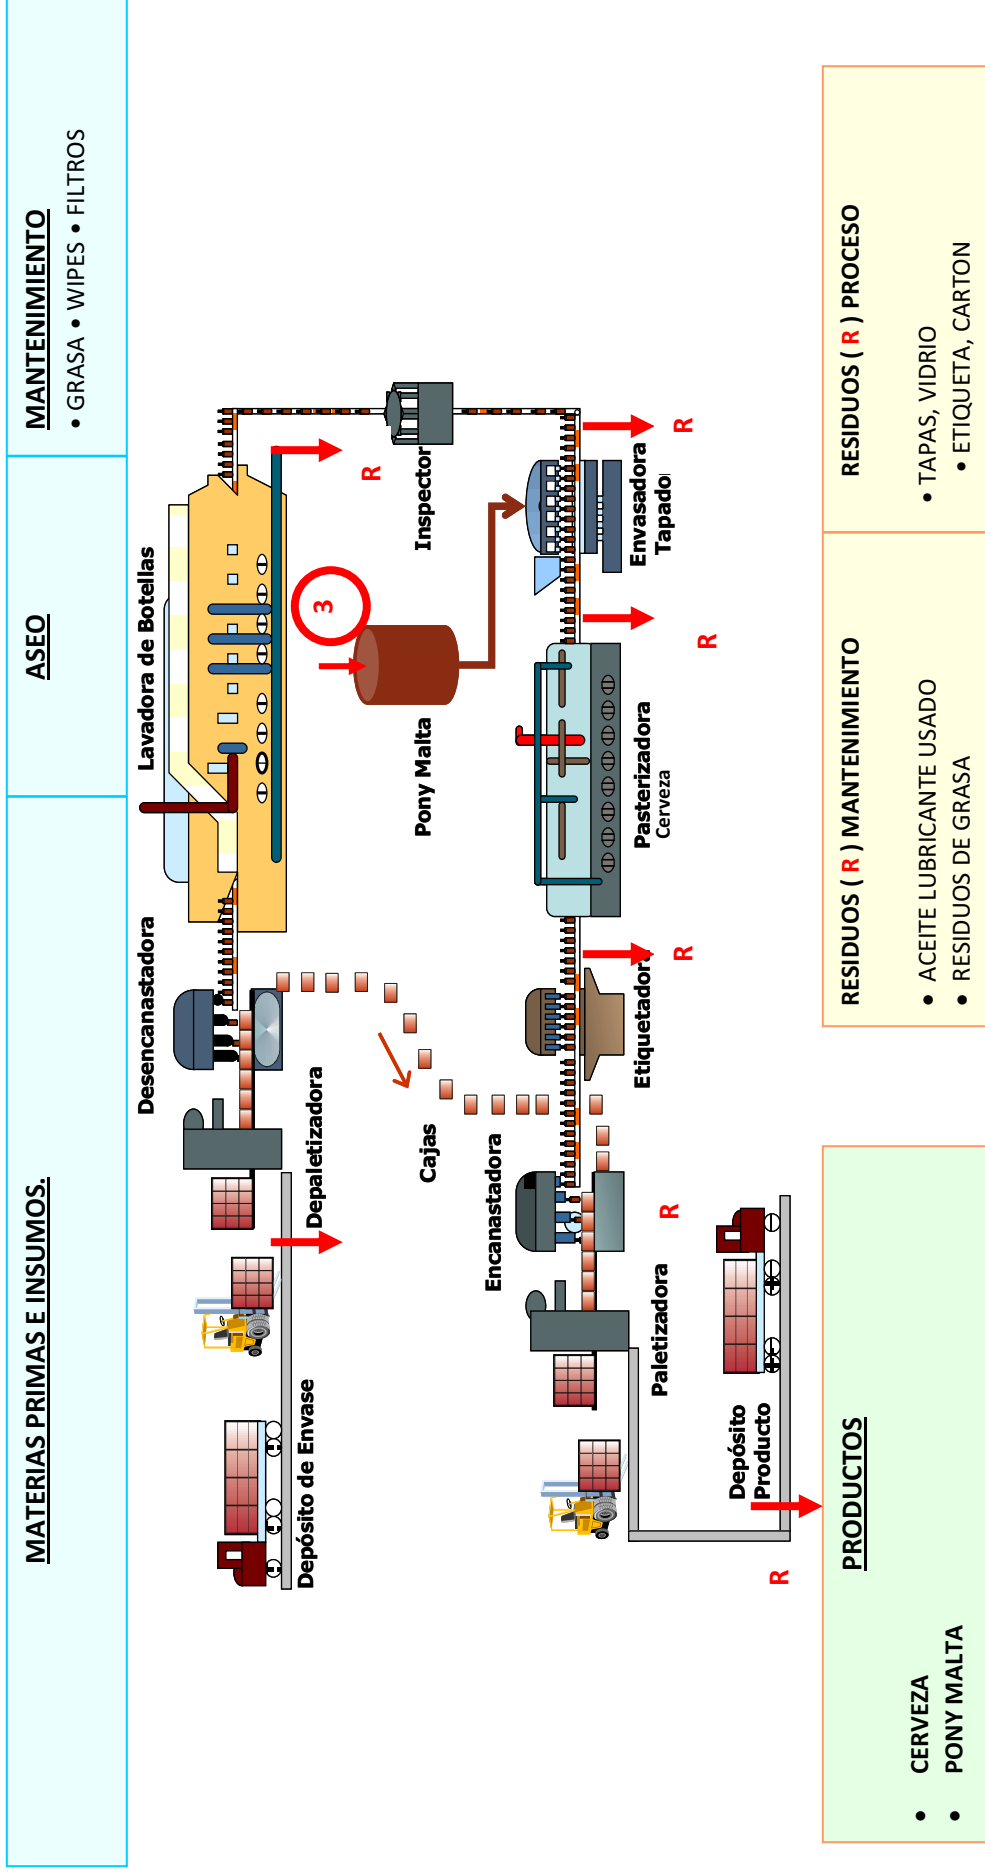 MATERIAS PRIMAS E INSUMOS.
ASEO
MANTENIMIENTO
• GRASA • WIPES • FILTROS
Desencanastadora
Lavadora de Botellas
Depósito de Envase
Depaletizadora
R
3
Cajas
Pony Malta
Inspector
Encanastadora
Paletizadora
R
Etiquetadora
R
Pasterizadora
Cerveza
R
Envasadora
Tapado
R
Depósito
Producto
R
PRODUCTOS
• CERVEZA
• PONY MALTA
RESIDUOS ( R ) MANTENIMIENTO
• ACEITE LUBRICANTE USADO
• RESIDUOS DE GRASA
RESIDUOS ( R ) PROCESO
• TAPAS, VIDRIO
• ETIQUETA, CARTON